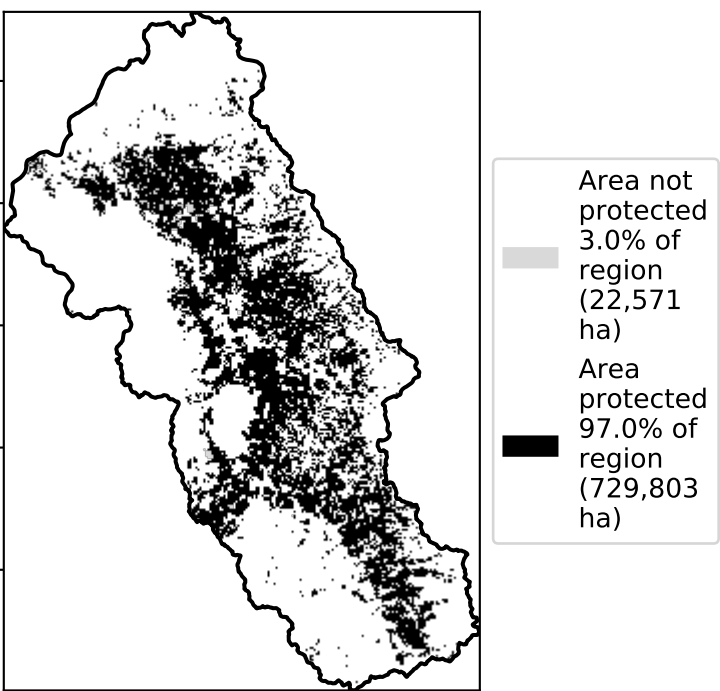 Area not
protected
3.0% of
region
(22,571
ha)
Area
protected
97.0% of
region
(729,803
ha)